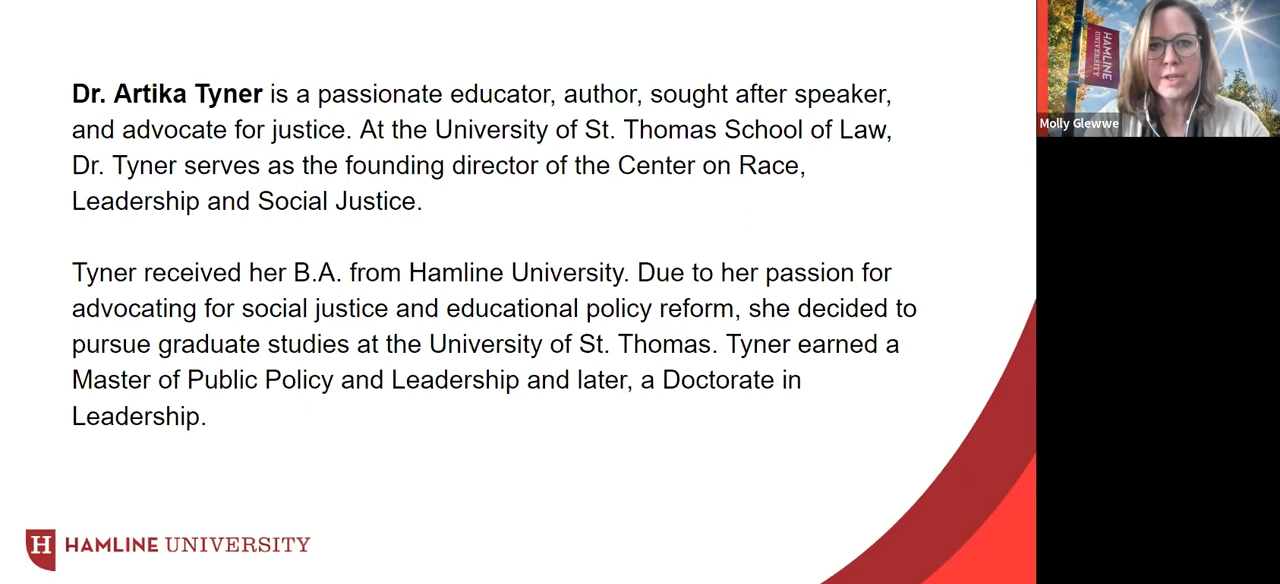 Dr. Artika Tyner is a passionate educator, author, sought after speaker,
and advocate for justice. At the University of St. Thomas School of Law,
Dr. Tyner serves as the founding director of the Center on Race,
Leadership and Social Justice.
Tyner received her B.A. from Hamline University. Due to her passion for
advocating for social justice and educational policy reform, she decided to
pursue graduate studies at the University of St. Thomas. Tyner earned a
Master of Public Policy and Leadership and later, a Doctorate in
Leadership.
H HAMLINE UNIVERSITY
HAMLINE
UNIVERSITY
Molly Glewwe